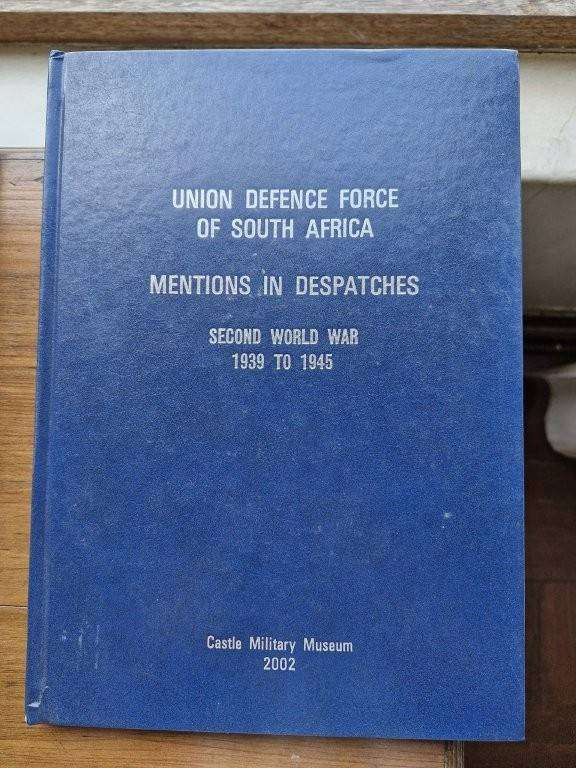 UNION DEFENCE FORCE
OF SOUTH AFRICA
MENTIONS IN DESPATCHES
SECOND WORLD WAR
1939 TO 1945
Castle Military Museum
2002